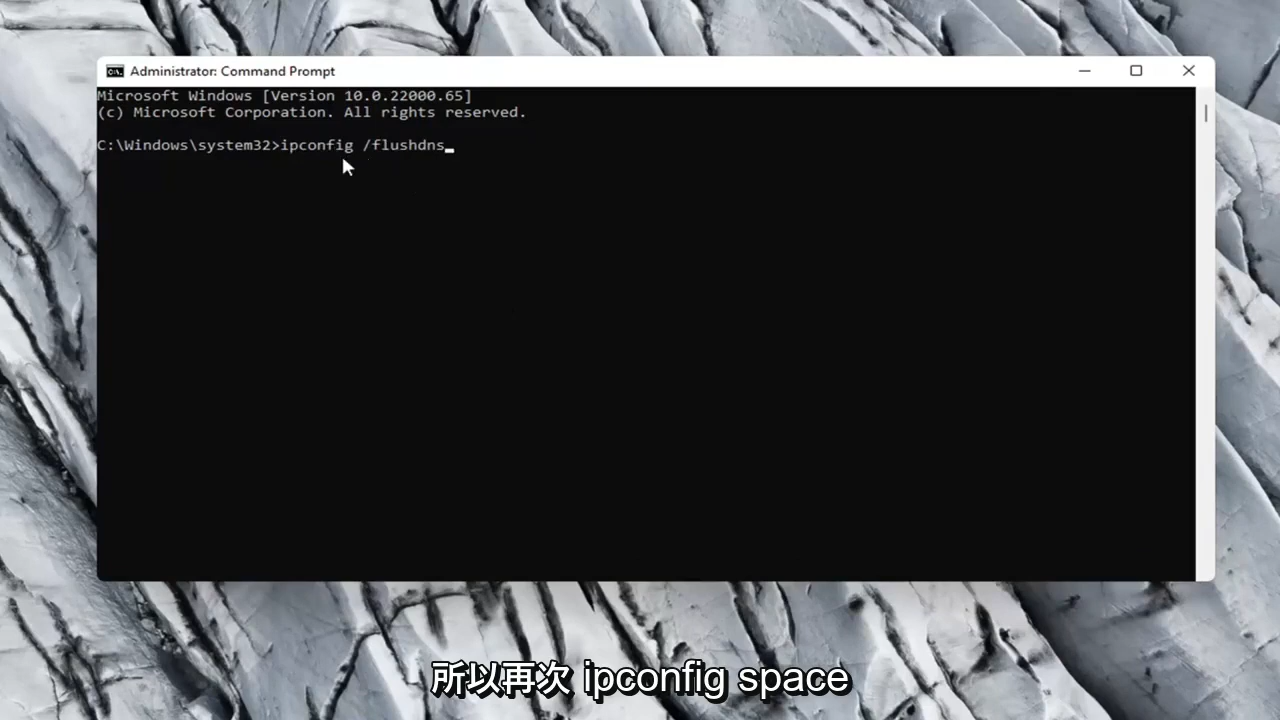 Administrator: Command Prompt
Microsoft Windows [Version 10.0.22000.65]
(c) Microsoft Corporation. All rights reserved.
C:\Windows\system32>ipconfig /flushdns
所以再次 ipconfig space